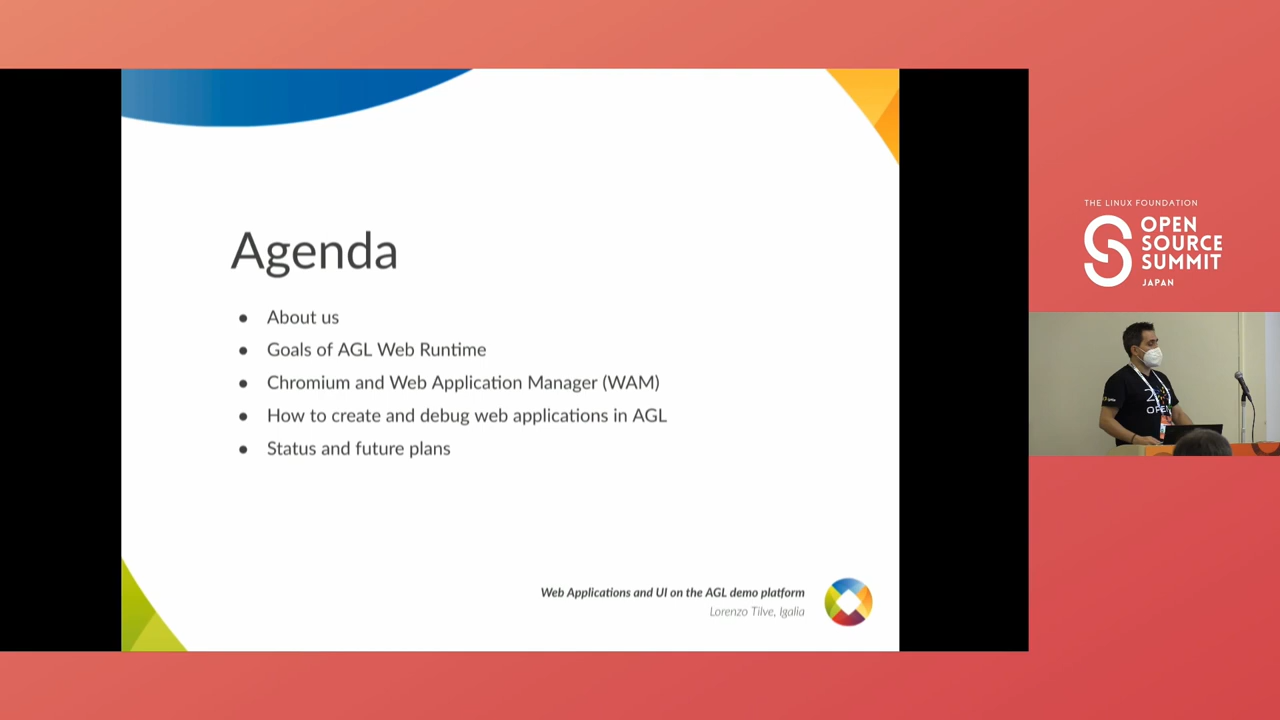 Agenda
● About us
● Goals of AGL Web Runtime
● Chromium and Web Application Manager (WAM)
● How to create and debug web applications in AGL
● Status and future plans
Web Applications and UI on the AGL demo platform
Lorenzo Tilve, Igalia
THE LINUX FOUNDATION
OPEN
SOURCE
SUMMIT
JAPAN